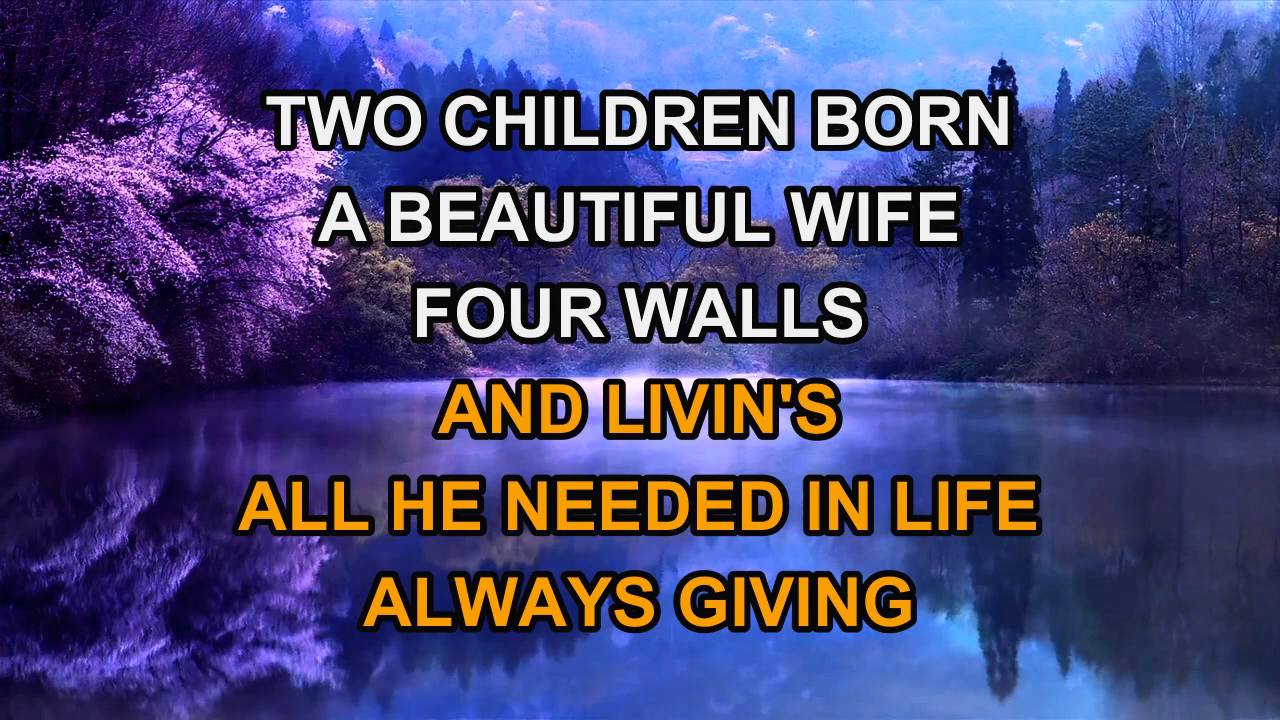 TWO CHILDREN BORN
A BEAUTIFUL WIFE
FOUR WALLS
AND LIVIN'S
ALL HE NEEDED IN LIFE
ALWAYS GIVING